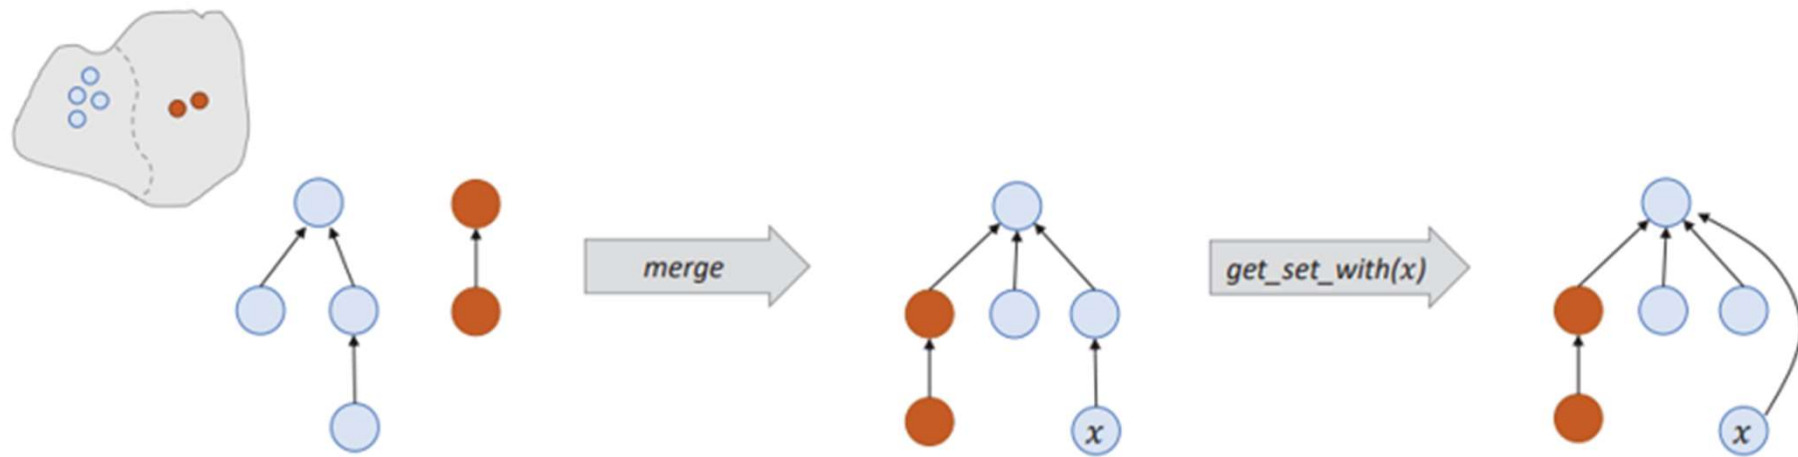 merge
get_set_with(x)
x
x